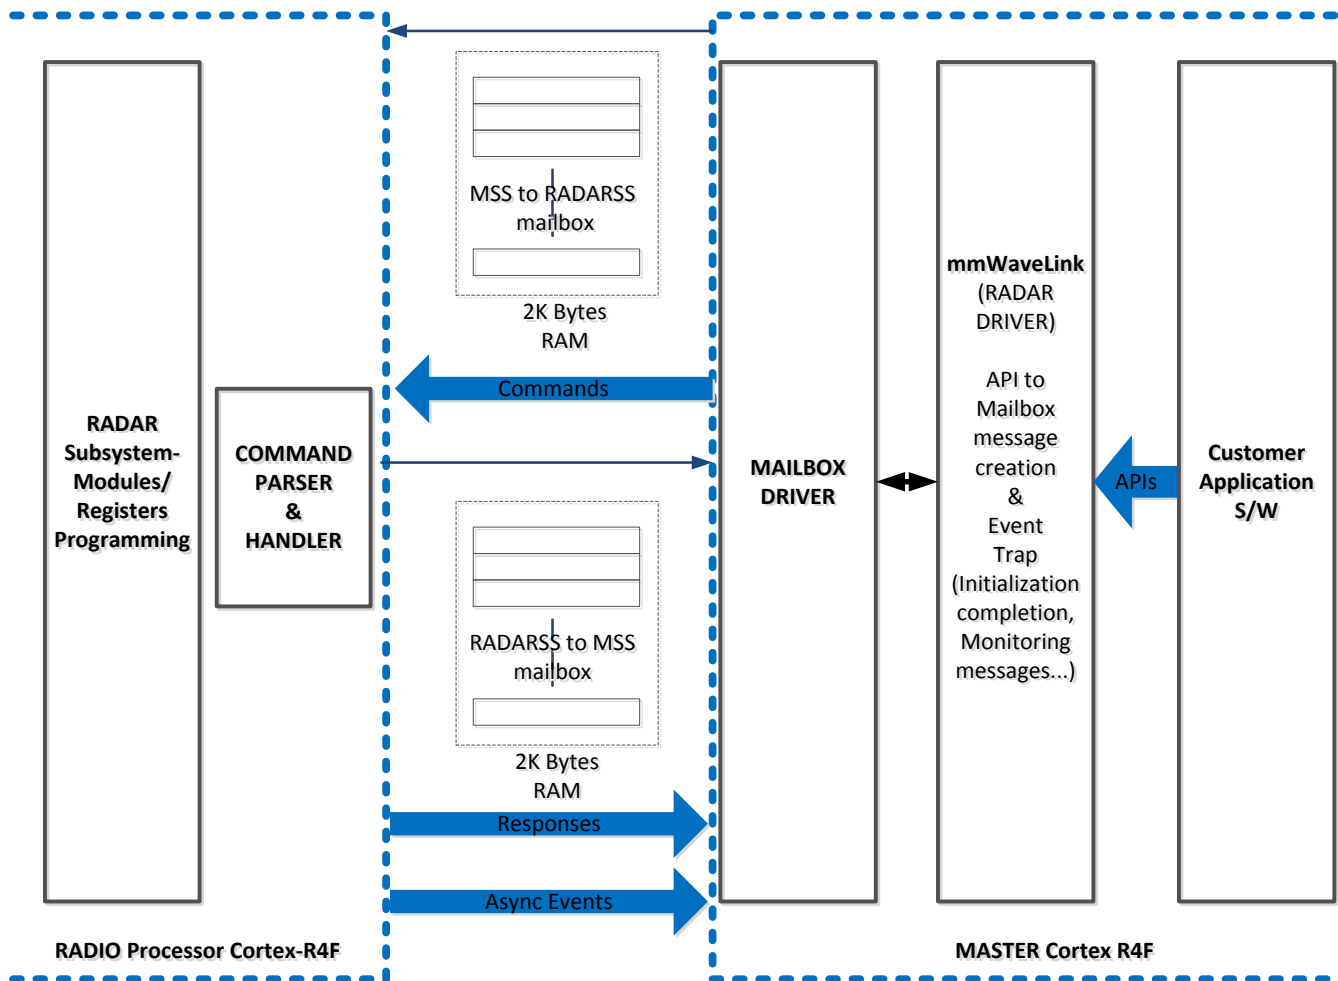 MSS to RADARSS
mailbox
2K Bytes
RAM
Commands
RADAR
Subsystem-
Modules/
Registers
Programming
COMMAND
PARSER
&
HANDLER
RADARSS to MSS
mailbox
2K Bytes
RAM
Responses
Async Events
RADIO Processor Cortex-R4F
MAILBOX
DRIVER
mmWaveLink
(RADAR
DRIVER)
API to
Mailbox
message
creation
&
Event
Trap
(Initialization
completion,
Monitoring
messages...)
APIs
Customer
Application
S/W
MASTER Cortex R4F